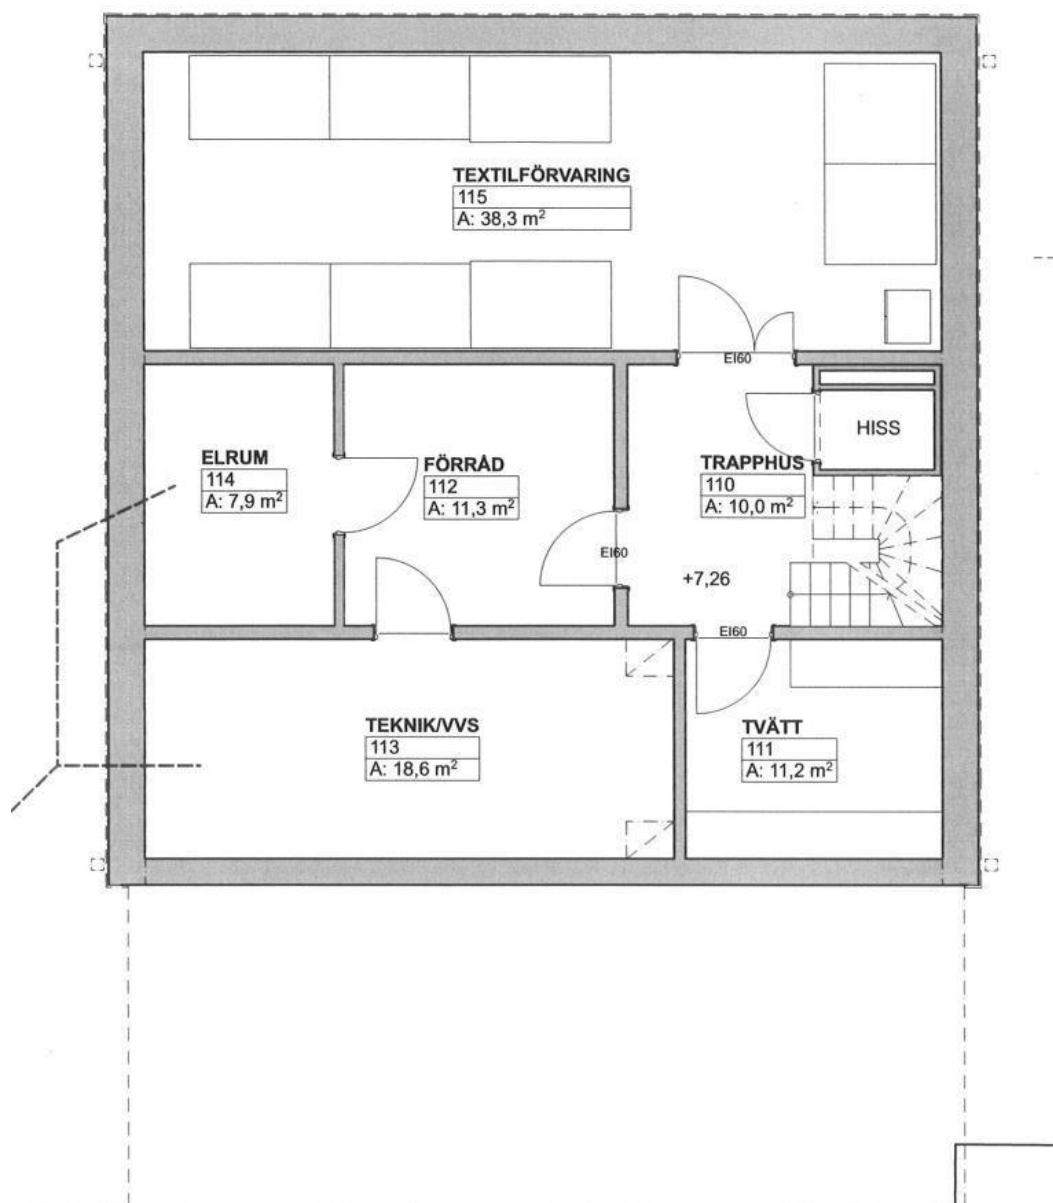 TEXTILFÖRVARING
115
A: 38,3 m²
EI60
HISS
ELRUM
114
A: 7,9 m²
FÖRRÅD
112
A: 11,3 m²
TRAPPHUS
110
A: 10,0 m²
EI60
+7,26
EI60
TEKNIK/VVS
113
A: 18,6 m²
TVÄTT
111
A: 11,2 m²